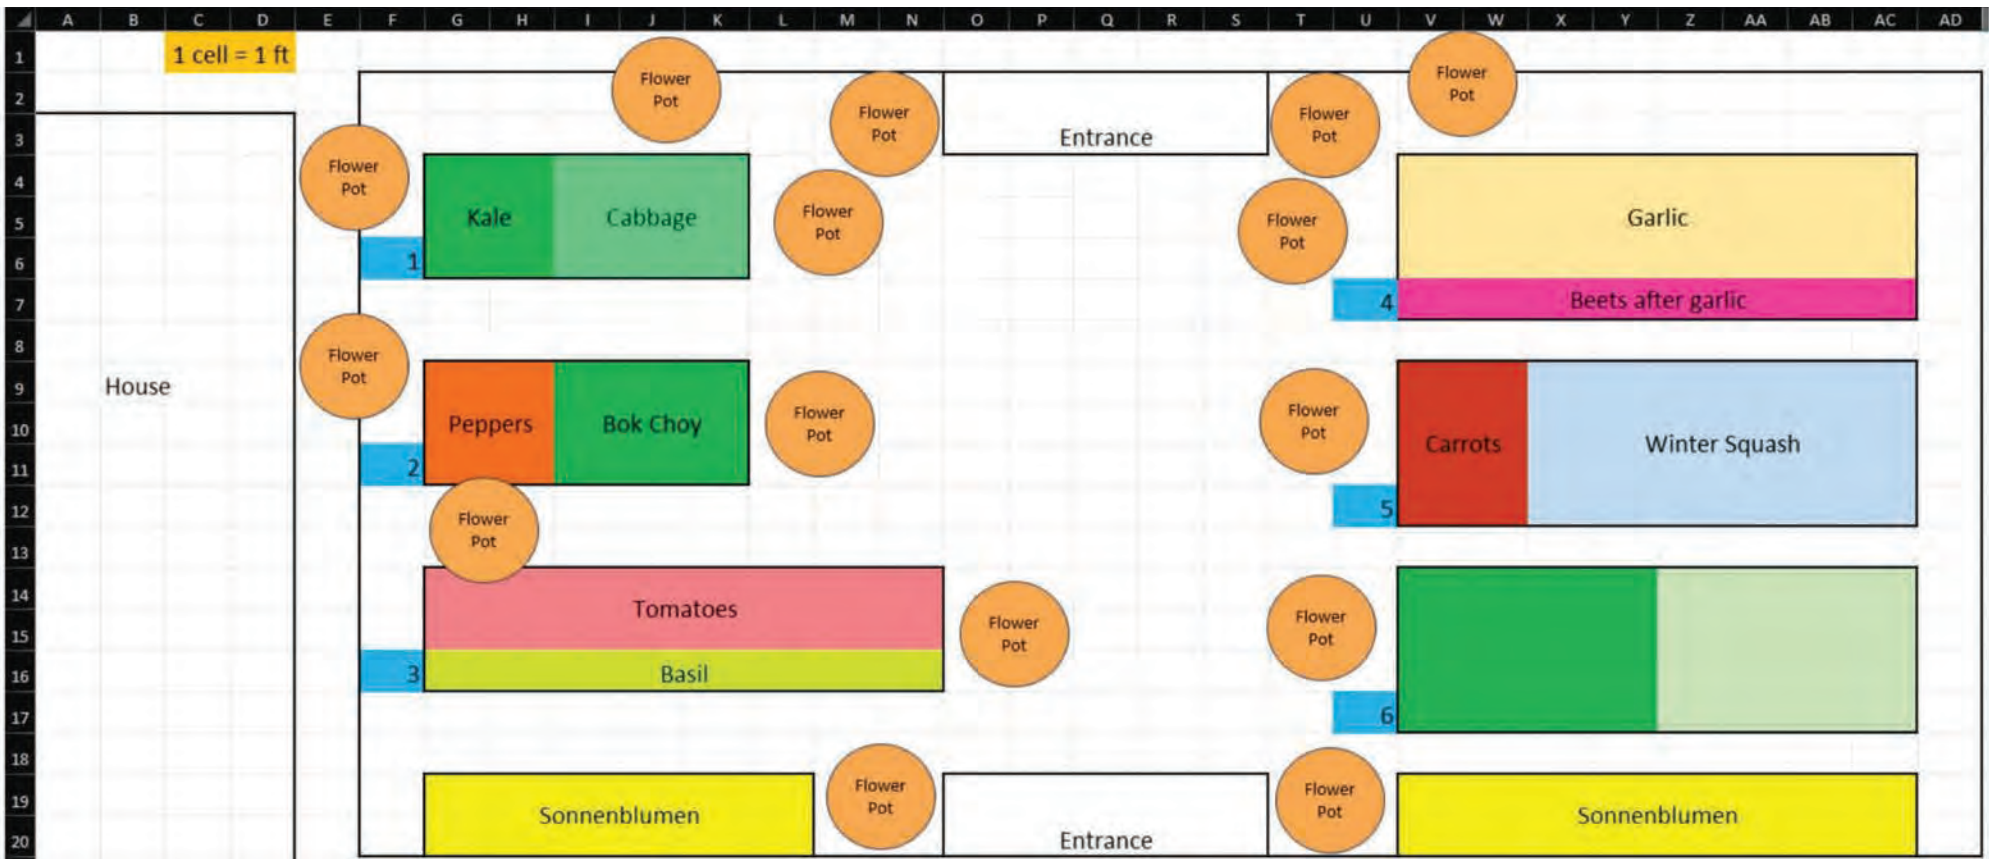 A B C D E F G H I J K L M N O P Q R S T U V W X Y Z AA AB AC AD
1
1 cell = 1 ft
Flower
Pot
Flower
Pot
2
Flower
Pot
Flower
Pot
3
Entrance
Flower
Pot
4
Flower
Pot
Flower
Pot
5
Kale
Cabbage
Garlic
6
1
7
4
Beets after garlic
8
Flower
Pot
9
House
Flower
Pot
Flower
Pot
10
Peppers
Bok Choy
Carrots
Winter Squash
11
2
12
Flower
Pot
5
13
14
Tomatoes
Flower
Pot
Flower
Pot
15
16
3
Basil
17
6
18
Flower
Pot
Flower
Pot
19
Sonnenblumen
Sonnenblumen
20
Entrance